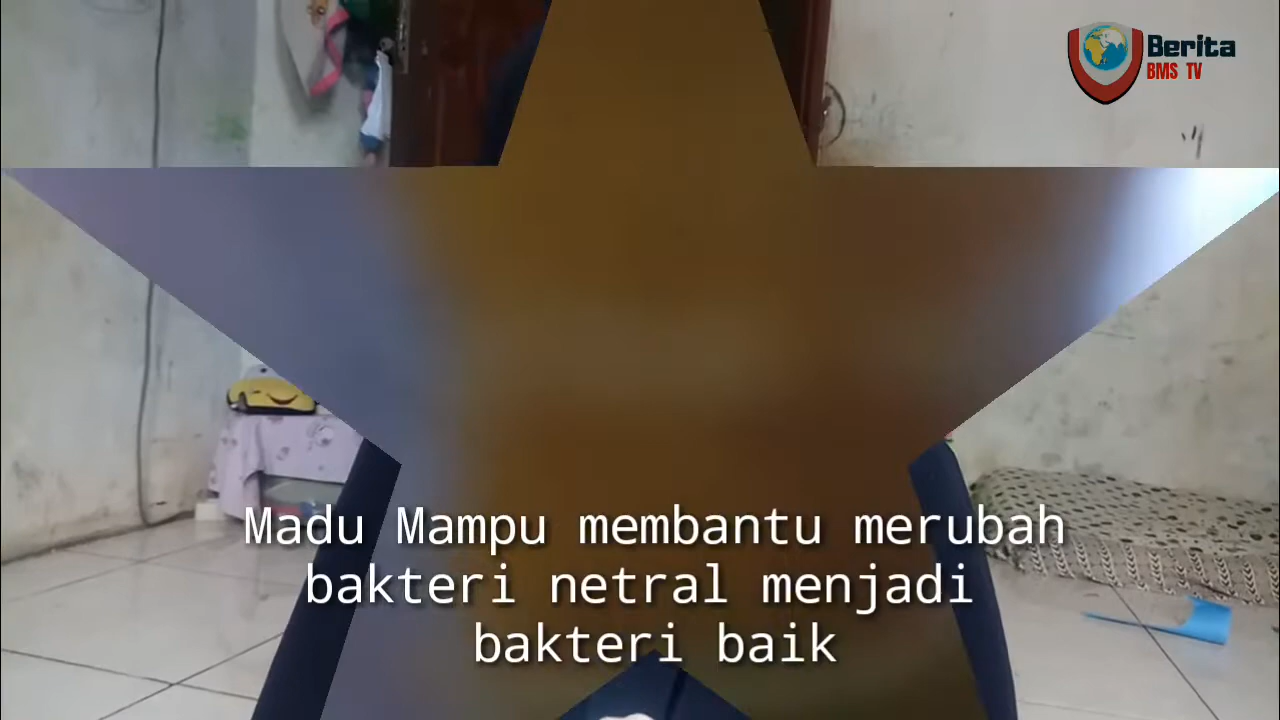 Berita
BMS TV
Madu Mampu membantu merubah
bakteri netral menjadi
bakteri baik